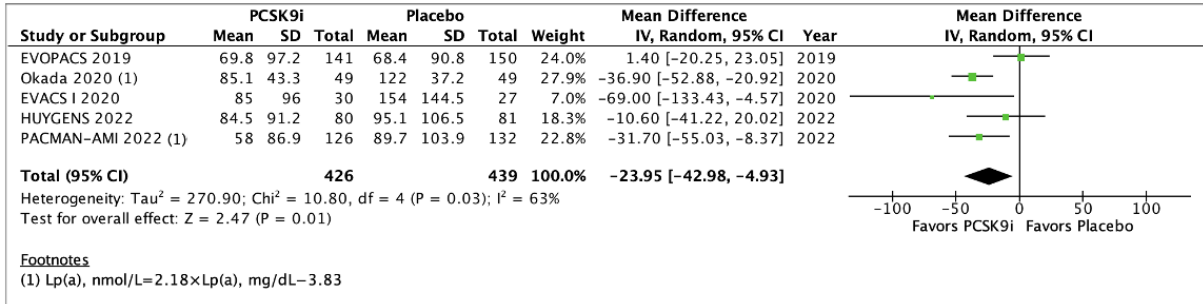 PCSK9i Placebo Mean Difference Mean Difference
Study or Subgroup Mean SD Total Mean SD Total Weight IV, Random, 95% CI Year IV, Random, 95% CI
EVOPACS 2019 69.8 97.2 141 68.4 90.8 150 24.0% 1.40 [-20.25, 23.05] 2019
Okada 2020 (1) 85.1 43.3 49 122 37.2 49 27.9% -36.90 [-52.88, -20.92] 2020
EVACS I 2020 85 96 30 154 144.5 27 7.0% -69.00 [-133.43, -4.57] 2020
HUYGENS 2022 84.5 91.2 80 95.1 106.5 81 18.3% -10.60 [-41.22, 20.02] 2022
PACMAN-AMI 2022 (1) 58 86.9 126 89.7 103.9 132 22.8% -31.70 [-55.03, -8.37] 2022
Total (95% CI) 426 439 100.0% -23.95 [-42.98, -4.93]
Heterogeneity: Tau² = 270.90; Chi² = 10.80, df = 4 (P = 0.03); I² = 63%
Test for overall effect: Z = 2.47 (P = 0.01)
-100 -50 0 50 100
Favors PCSK9i Favors Placebo
Footnotes
(1) Lp(a), nmol/L=2.18×Lp(a), mg/dL−3.83